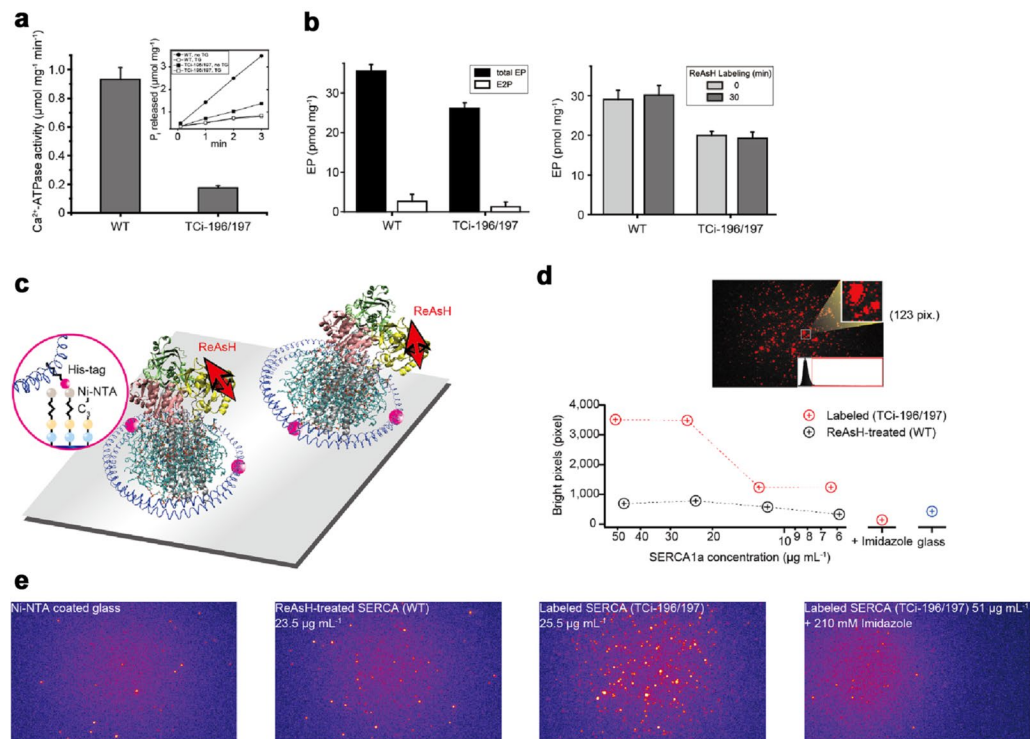 a
Ca²⁺-ATPase activity (µmol mg⁻¹ min⁻¹)
1.0
0.8
0.6
0.4
0.2
0
WT
TCi-196/197
Pᵢ released (µmol mg⁻¹)
3
2
1
WT, no TG
WT, TG
TCi-196/197, no TG
TCi-196/197, TG
0
1
2
3
min
b
EP (pmol mg⁻¹)
30
20
10
0
total EP
E2P
WT
TCi-196/197
EP (pmol mg⁻¹)
30
20
10
0
ReAsH Labeling (min)
0
30
WT
TCi-196/197
c
His-tag
Ni-NTA
ReAsH
ReAsH
d
(123 pix.)
Bright pixels (pixel)
4,000
3,000
2,000
1,000
0
Labeled (TCi-196/197)
ReAsH-treated (WT)
50
40
30
20
10
9
8
7
6
+ Imidazole
glass
SERCA1a concentration (µg mL⁻¹)
e
Ni-NTA coated glass
ReAsH-treated SERCA (WT)
23.5 µg mL⁻¹
Labeled SERCA (TCi-196/197)
25.5 µg mL⁻¹
Labeled SERCA (TCi-196/197) 51 µg mL⁻¹
+ 210 mM Imidazole